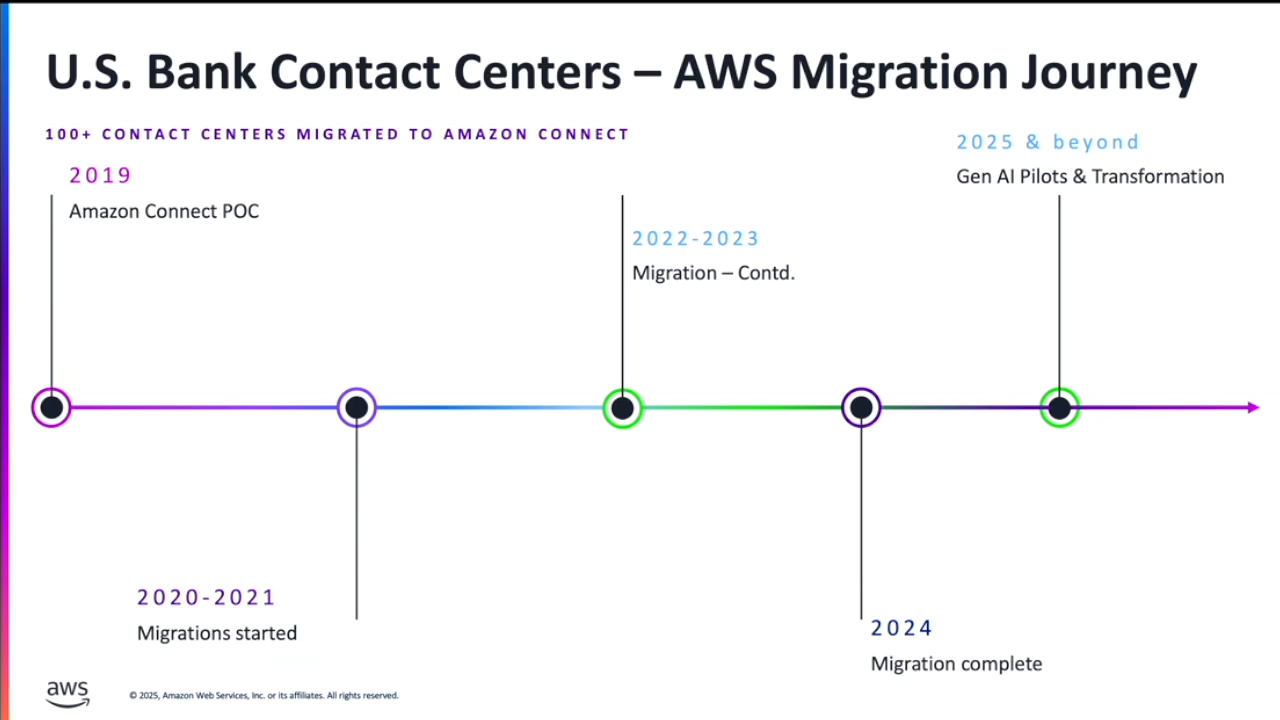 U.S. Bank Contact Centers – AWS Migration Journey
100+ CONTACT CENTERS MIGRATED TO AMAZON CONNECT
2019
Amazon Connect POC
2020-2021
Migrations started
2022-2023
Migration – Contd.
2024
Migration complete
2025 & beyond
Gen AI Pilots & Transformation
aws
© 2025, Amazon Web Services, Inc. or its affiliates. All rights reserved.